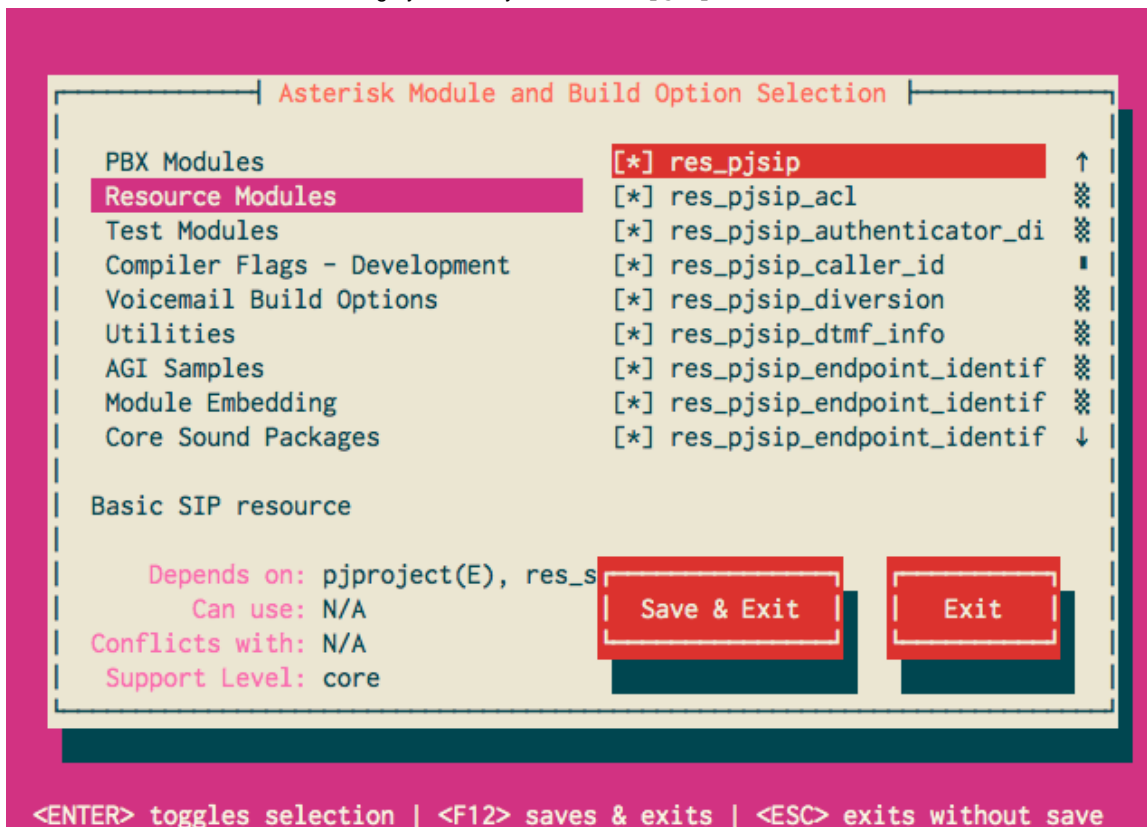 Asterisk Module and Build Option Selection
PBX Modules [*] res_pjsip ↑
Resource Modules [*] res_pjsip_acl
Test Modules [*] res_pjsip_authenticator_di
Compiler Flags - Development [*] res_pjsip_caller_id
Voicemail Build Options [*] res_pjsip_diversion
Utilities [*] res_pjsip_dtmf_info
AGI Samples [*] res_pjsip_endpoint_identif
Module Embedding [*] res_pjsip_endpoint_identif
Core Sound Packages [*] res_pjsip_endpoint_identif ↓
Basic SIP resource
Depends on: pjproject(E), res_s
Can use: N/A Save & Exit Exit
Conflicts with: N/A
Support Level: core
<ENTER> toggles selection | <F12> saves & exits | <ESC> exits without save